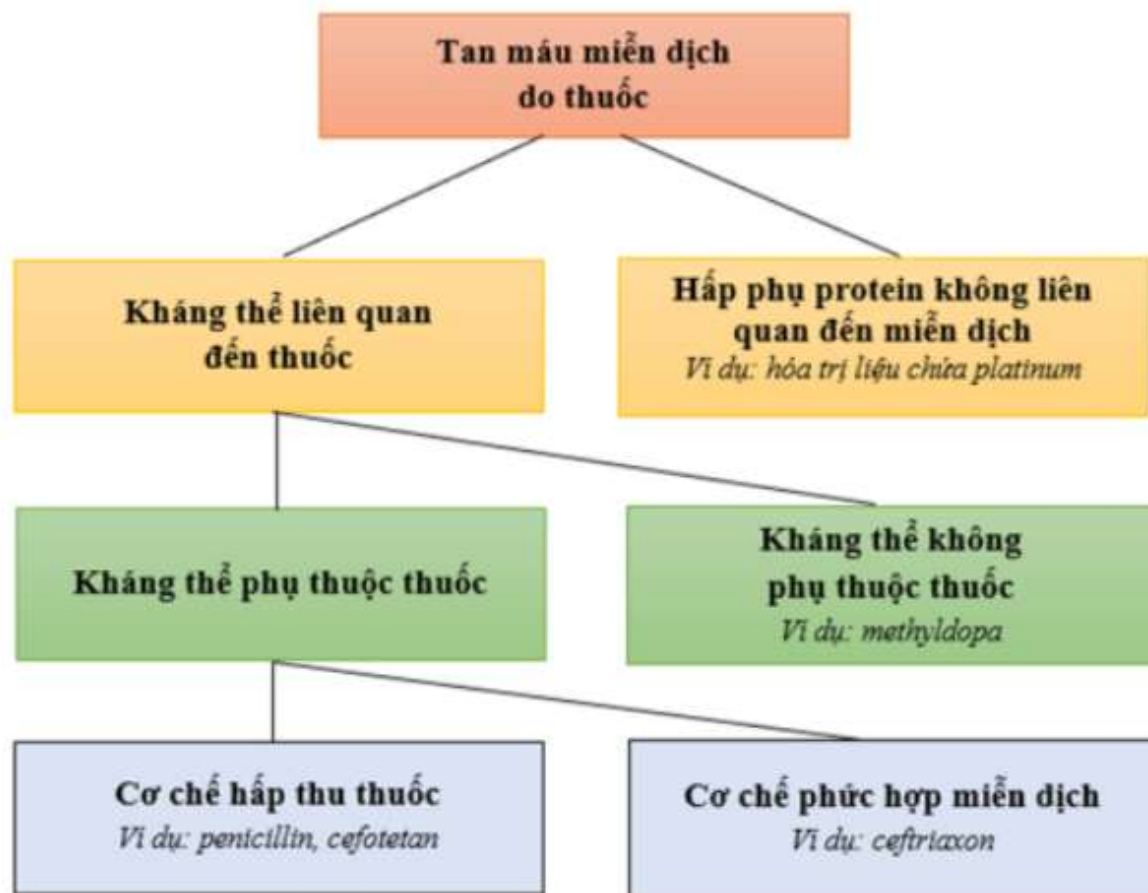 Tan máu miễn dịch
do thuốc
Kháng thể liên quan
đến thuốc
Hấp phụ protein không liên
quan đến miễn dịch
Ví dụ: hóa trị liệu chứa platinum
Kháng thể phụ thuộc thuốc
Kháng thể không
phụ thuộc thuốc
Ví dụ: methyldopa
Cơ chế hấp thu thuốc
Ví dụ: penicillin, cefotetan
Cơ chế phức hợp miễn dịch
Ví dụ: ceftriaxon